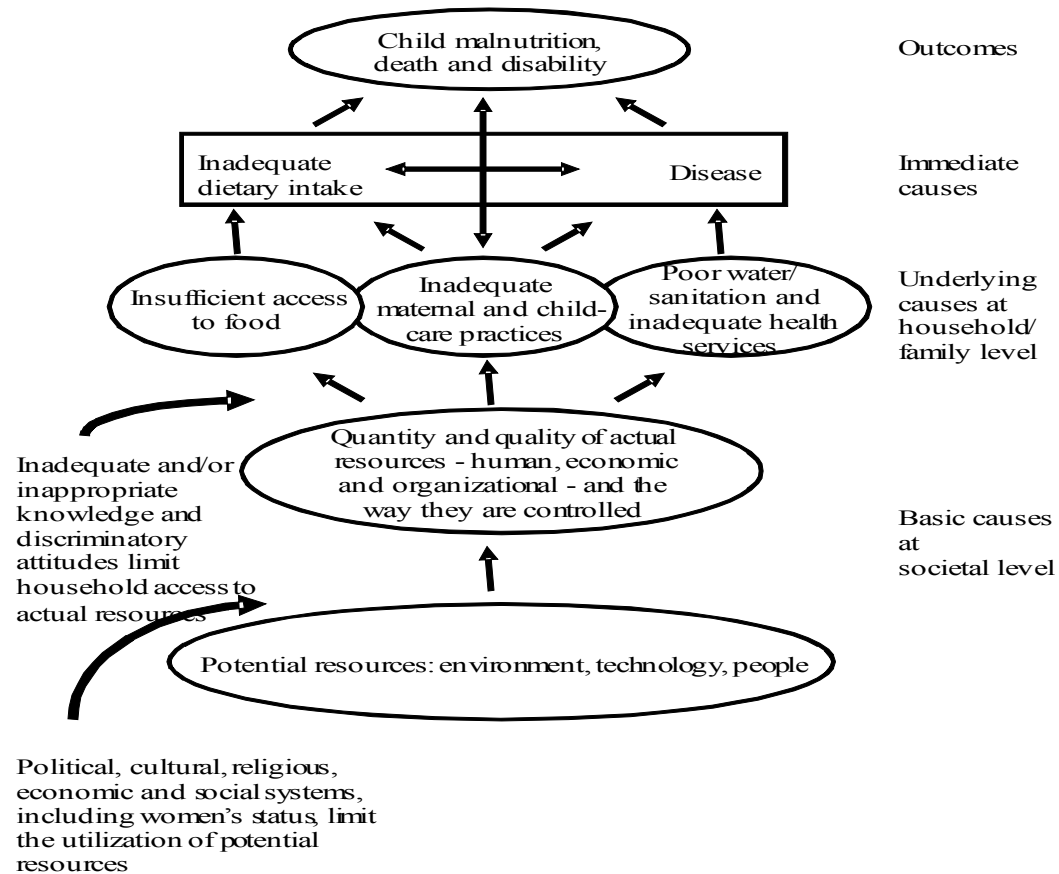 Child malnutrition,
death and disability
Outcomes
Inadequate
dietary intake
Disease
Immediate
causes
Insufficient access
to food
Inadequate
maternal and child-
care practices
Poor water/
sanitation and
inadequate health
services
Underlying
causes at
household/
family level
Quantity and quality of actual
resources - human, economic
and organizational - and the
way they are controlled
Inadequate and/or
inappropriate
knowledge and
discriminatory
attitudes limit
household access to
actual resources
Basic causes
at
societal level
Potential resources: environment, technology, people
Political, cultural, religious,
economic and social systems,
including women's status, limit
the utilization of potential
resources